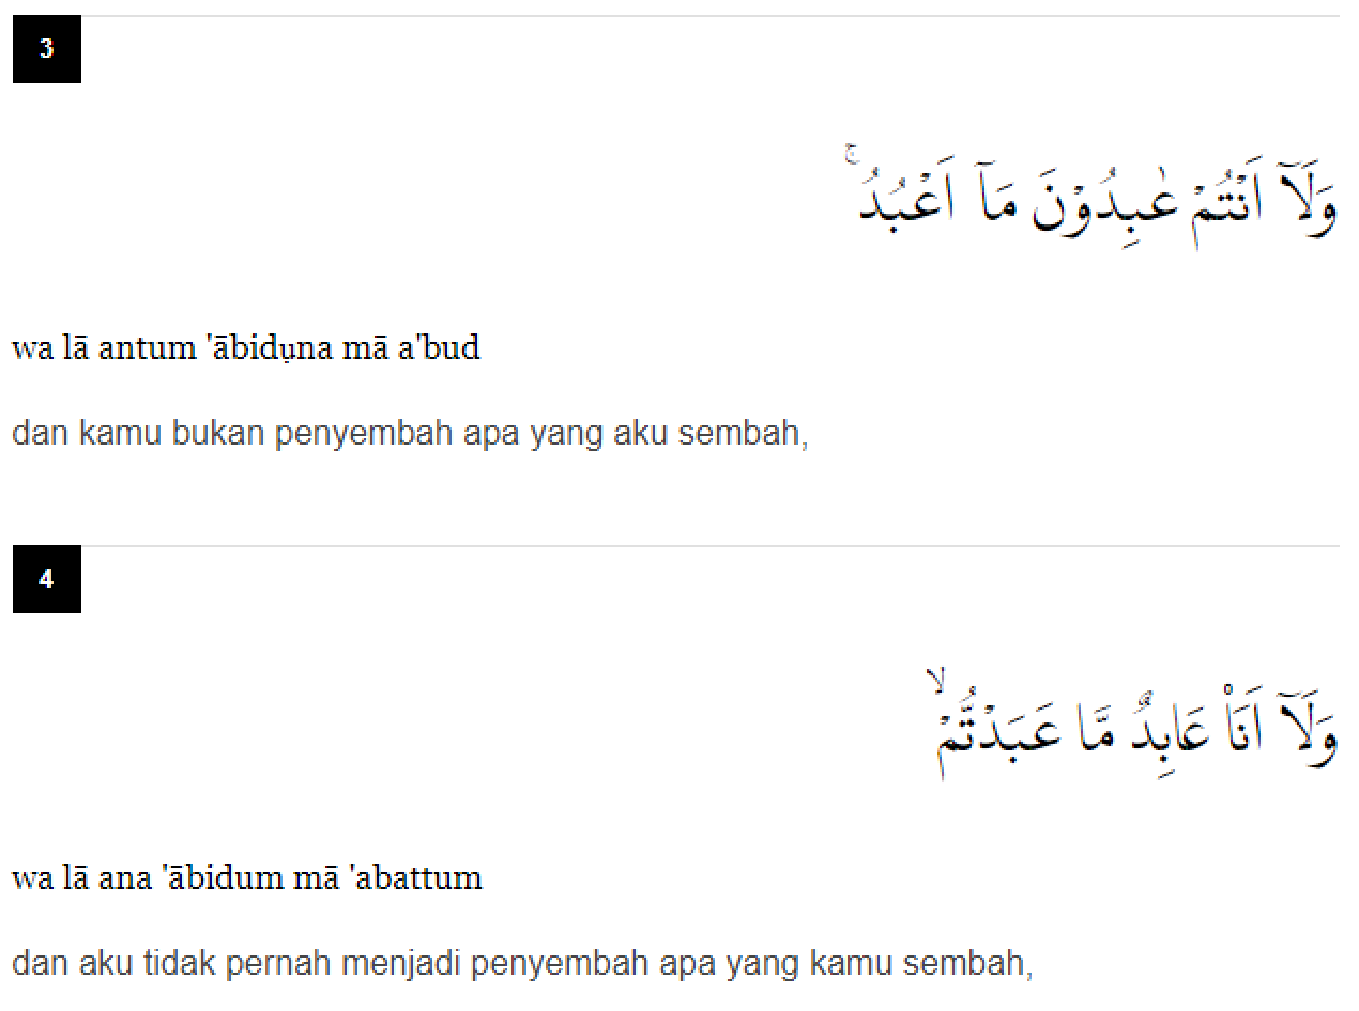 3
وَلَآ اَنْتُمْ عٰبِدُوْنَ مَآ اَعْبُدُۚ
wa lā antum 'ābidụna mā a'bud
dan kamu bukan penyembah apa yang aku sembah,
4
وَلَآ اَنَا۠ عَابِدٌ مَّا عَبَدْتُّمْۙ
wa lā ana 'ābidum mā 'abattum
dan aku tidak pernah menjadi penyembah apa yang kamu sembah,